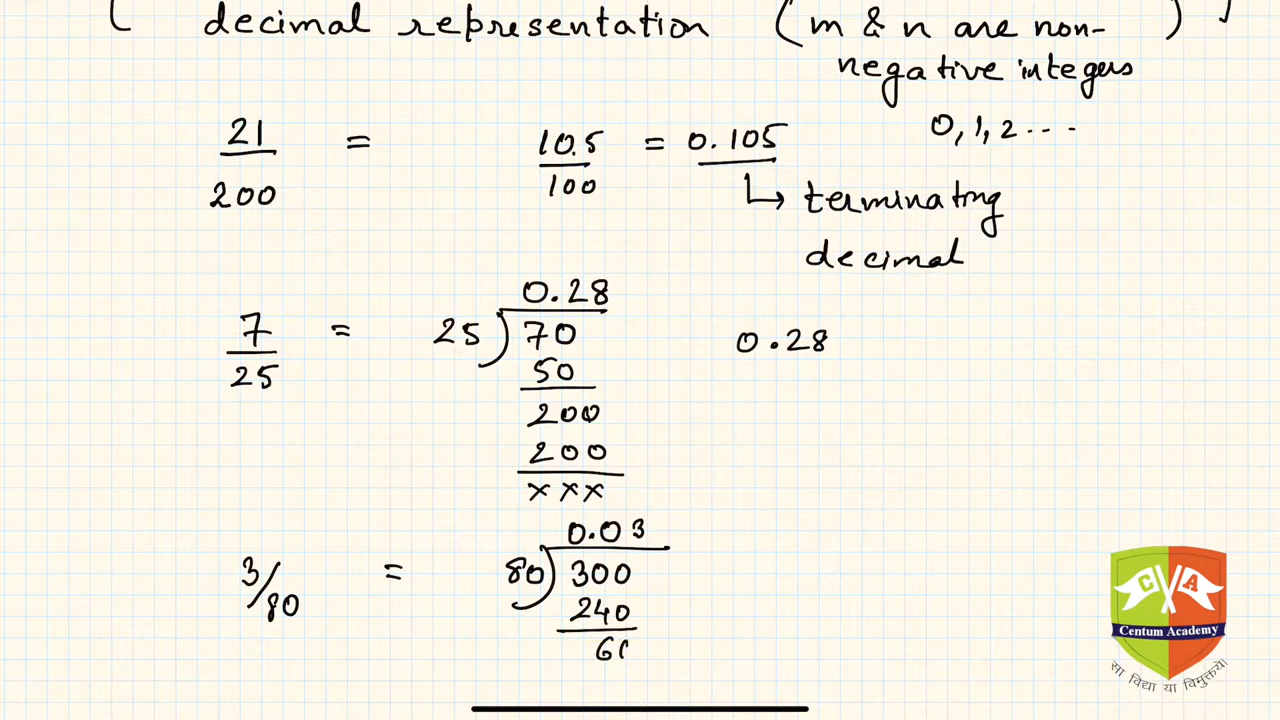 decimal representation (m & n are non-
negative integers )
0, 1, 2 ...
21/200 = 10.5/100 = 0.105
↳ terminating
decimal
0.28
7/25 = 25)70 0.28
50
200
200
×××
0.03
3/80 = 80)300
240
60
CA
Centum Academy
सा विद्या या विमुक्तये